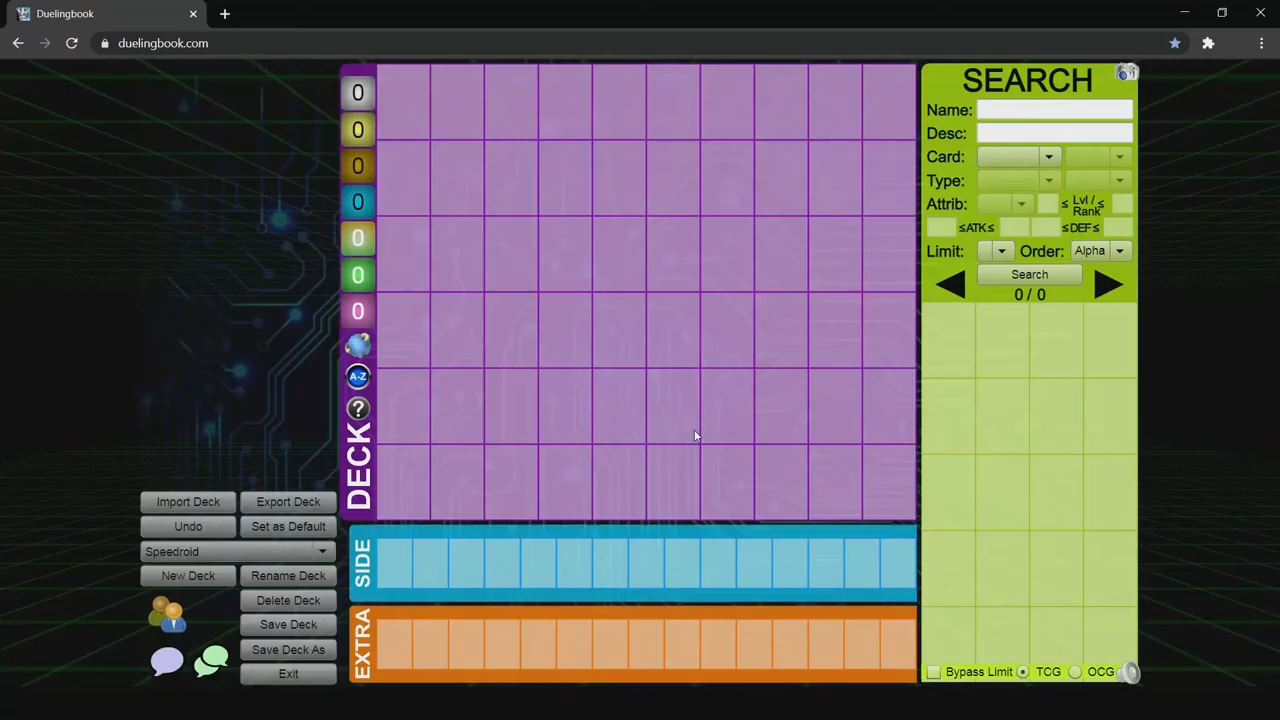 Duelingbook
duelingbook.com
0
0
0
0
0
0
0
A-Z
?
DECK
SIDE
EXTRA
Import Deck
Export Deck
Undo
Set as Default
Speedroid
New Deck
Rename Deck
Delete Deck
Save Deck
Save Deck As
Exit
SEARCH
Name:
Desc:
Card:
Type:
Attrib:
≤ Lvl / ≤
Rank
≤ATK≤
≤DEF≤
Limit:
Order:
Alpha
Search
0 / 0
Bypass Limit
TCG
OCG